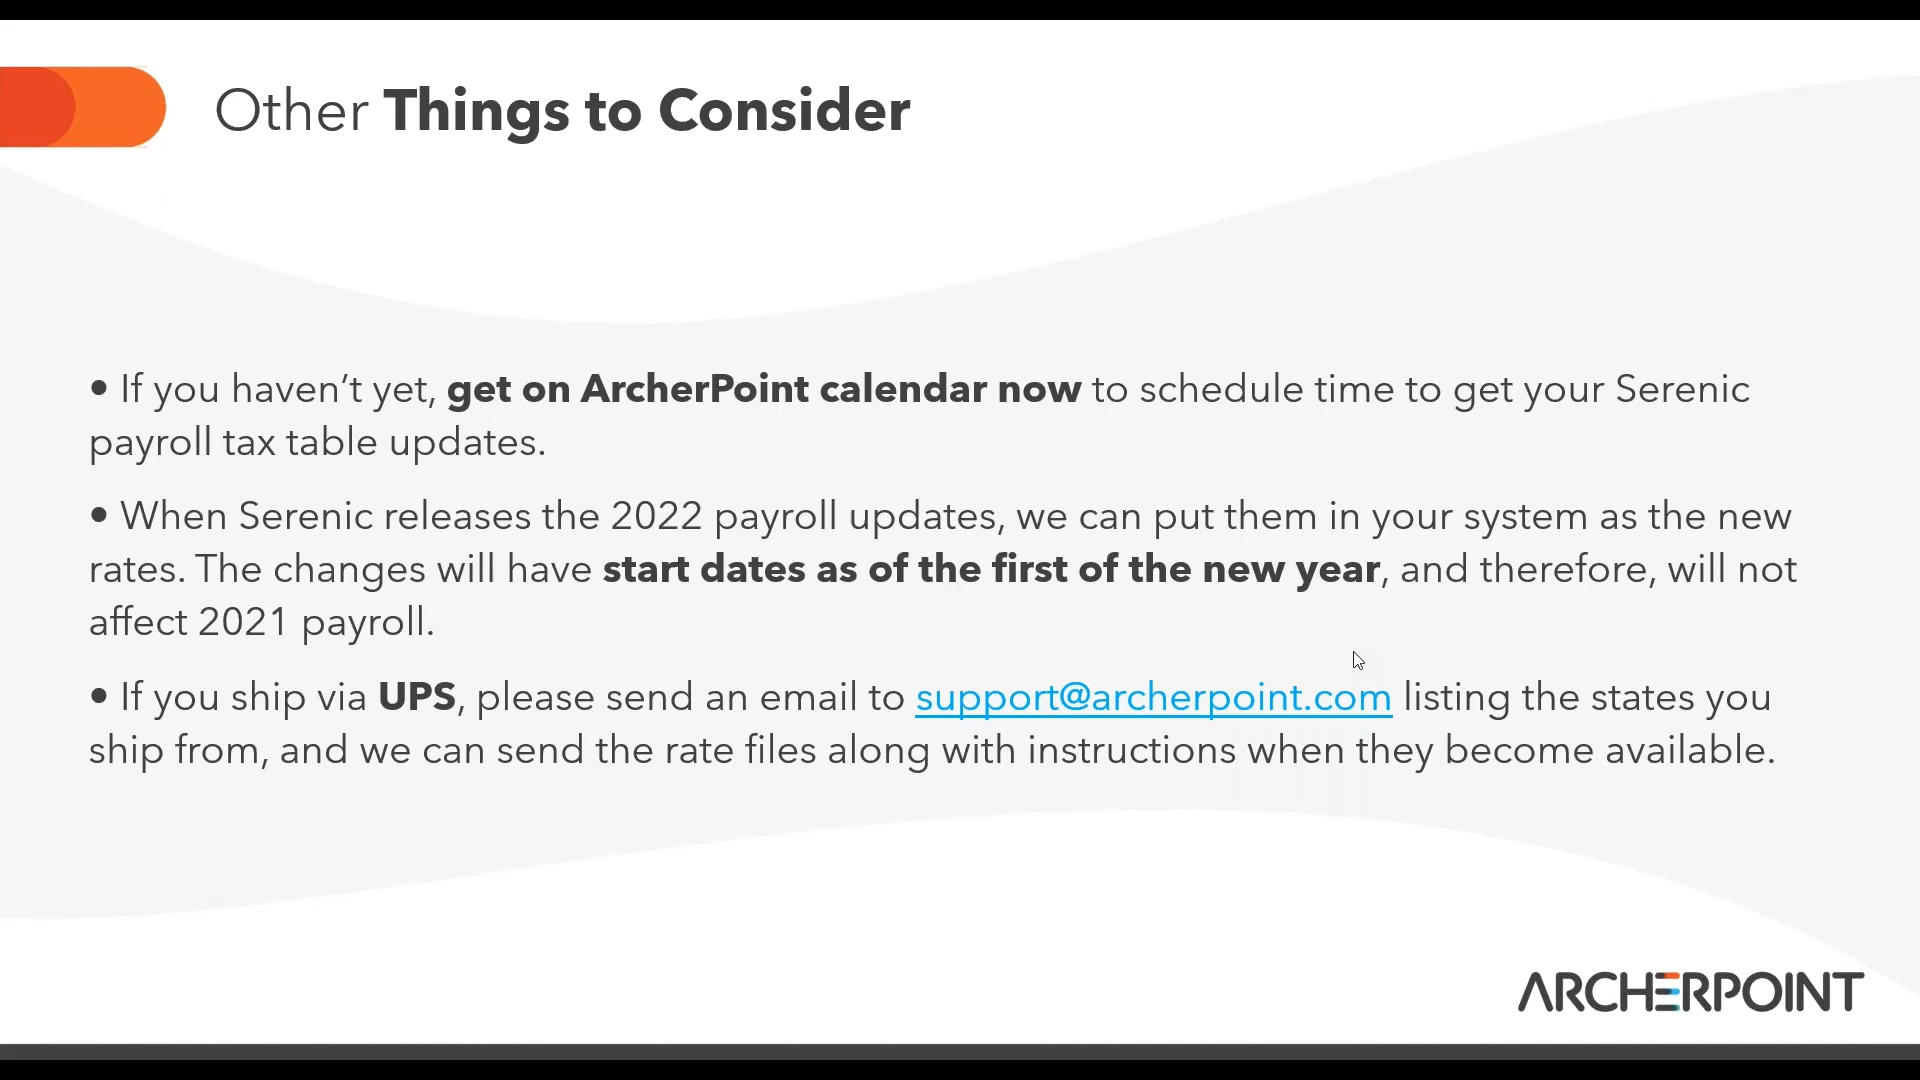 Other Things to Consider
• If you haven’t yet, get on ArcherPoint calendar now to schedule time to get your Serenic
payroll tax table updates.
• When Serenic releases the 2022 payroll updates, we can put them in your system as the new
rates. The changes will have start dates as of the first of the new year, and therefore, will not
affect 2021 payroll.
• If you ship via UPS, please send an email to support@archerpoint.com listing the states you
ship from, and we can send the rate files along with instructions when they become available.
ARCHERPOINT